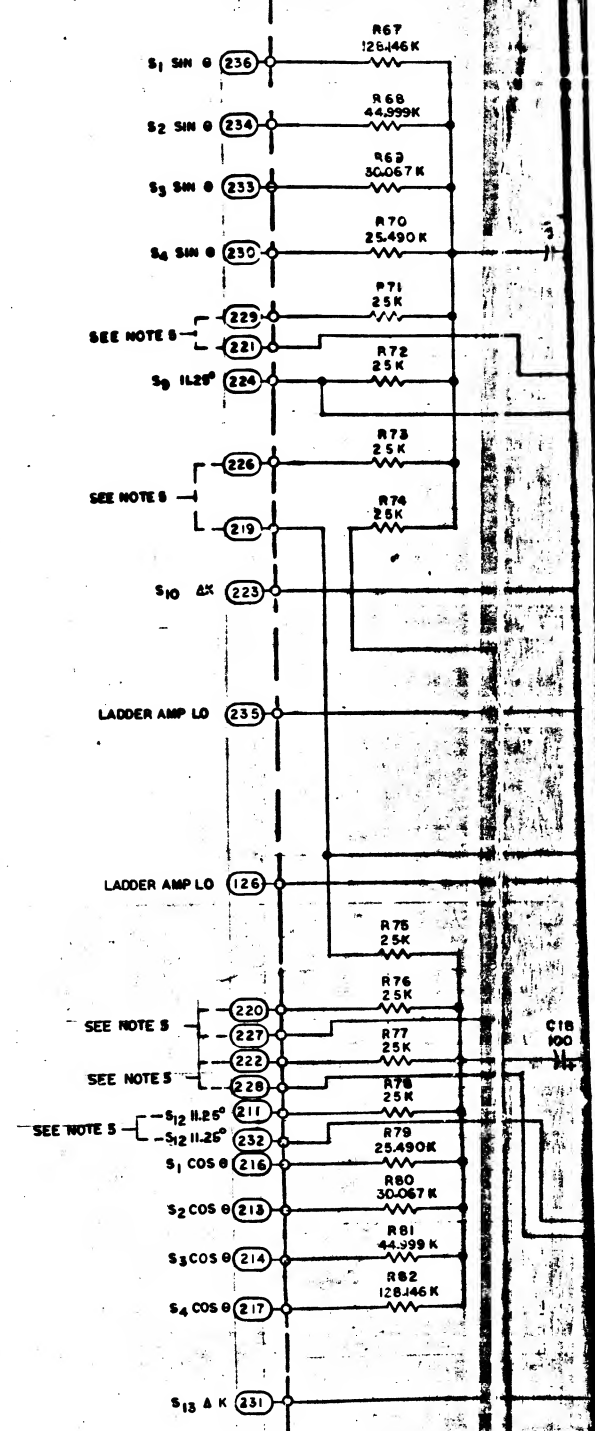 R67
128.146K
S1 SIN θ 236
R68
44.999K
S2 SIN θ 234
R69
30.067K
S3 SIN θ 233
R70
25.490K
S4 SIN θ 230
R71
25K
229
SEE NOTE 5
221
R72
25K
S9 11.25° 224
R73
25K
226
SEE NOTE 5
R74
25K
219
S10 ΔK 223
LADDER AMP LO 235
LADDER AMP LO 126
R75
25K
R76
25K
220
SEE NOTE 5
227
R77
25K
C18
100
222
SEE NOTE 5
228
R78
25K
S12 11.25° 211
SEE NOTE 5
S12 11.25° 232
R79
25.490K
S1 COS θ 216
R80
30.067K
S2 COS θ 213
R81
44.999K
S3 COS θ 214
R82
128.146K
S4 COS θ 217
S13 Δ K 231